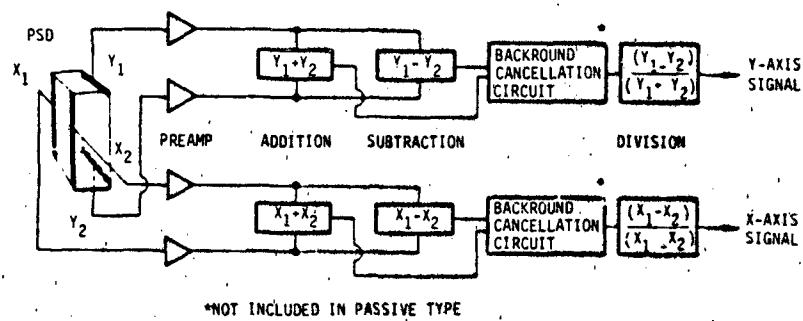 PSD
X1
Y1
X2
Y2
PREAMP
ADDITION
SUBTRACTION
DIVISION
Y1+Y2
Y1-Y2
*
BACKROUND
CANCELLATION
CIRCUIT
(Y1-Y2)
(Y1+ Y2)
Y-AXIS
SIGNAL
X1+X2
X1-X2
*
BACKROUND
CANCELLATION
CIRCUIT
(X1-X2)
(X1 - X2)
X-AXIS
SIGNAL
*NOT INCLUDED IN PASSIVE TYPE